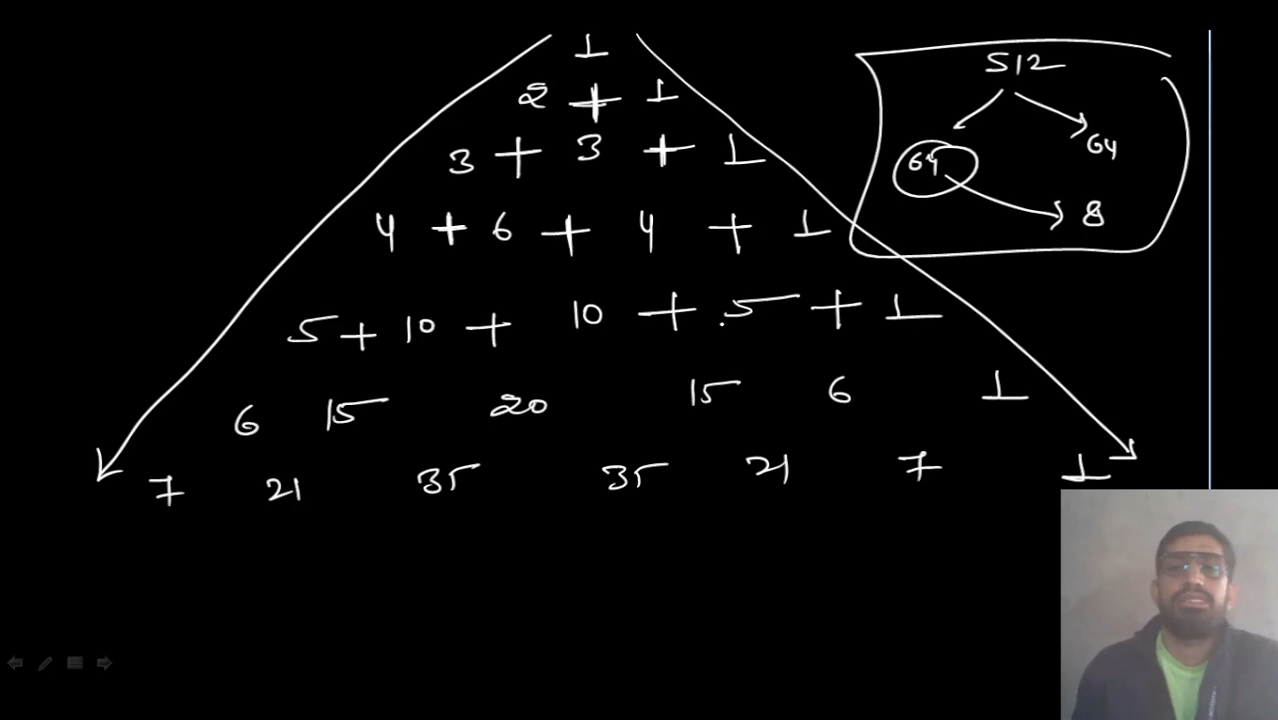 1
2 + 1
3 + 3 + 1
4 + 6 + 4 + 1
5 + 10 + 10 + 5 + 1
6 15 20 15 6 1
7 21 35 35 21 7 1
512
64 64
8